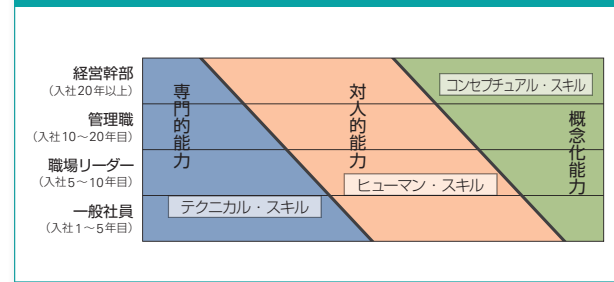 経営幹部
（入社20年以上）
管理職
（入社10～20年目）
職場リーダー
（入社5～10年目）
一般社員
（入社1～5年目）
専門的能力
テクニカル・スキル
対人的能力
ヒューマン・スキル
コンセプチュアル・スキル
概念化能力